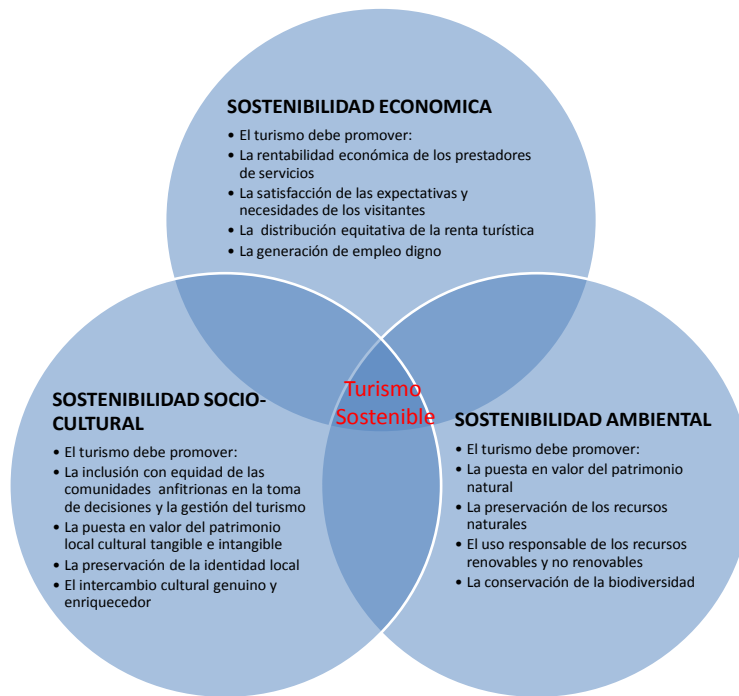 SOSTENIBILIDAD ECONOMICA
• El turismo debe promover:
• La rentabilidad económica de los prestadores
de servicios
• La satisfacción de las expectativas y
necesidades de los visitantes
• La distribución equitativa de la renta turística
• La generación de empleo digno
Turismo
Sostenible
SOSTENIBILIDAD SOCIO-
CULTURAL
• El turismo debe promover:
• La inclusión con equidad de las
comunidades anfitrionas en la toma
de decisiones y la gestión del turismo
• La puesta en valor del patrimonio
local cultural tangible e intangible
• La preservación de la identidad local
• El intercambio cultural genuino y
enriquecedor
SOSTENIBILIDAD AMBIENTAL
• El turismo debe promover:
• La puesta en valor del patrimonio
natural
• La preservación de los recursos
naturales
• El uso responsable de los recursos
renovables y no renovables
• La conservación de la biodiversidad